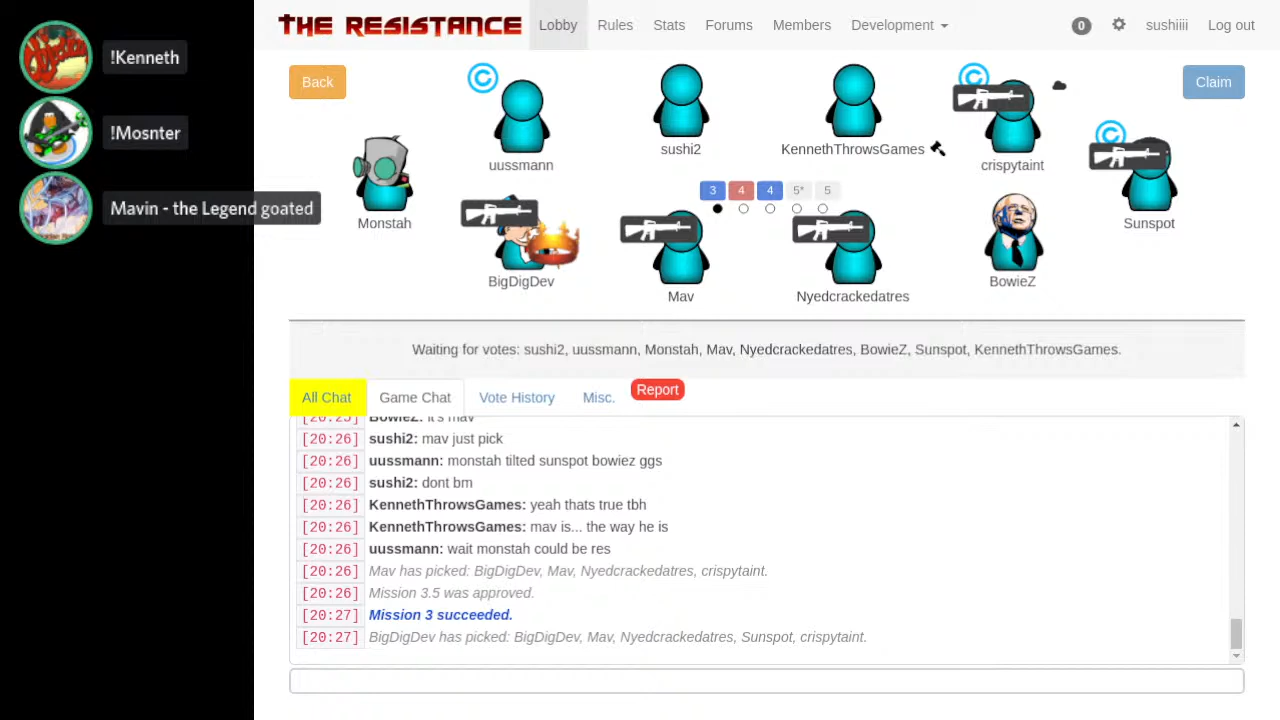 !Kenneth
!Mosnter
Mavin - the Legend goated
THE RESISTANCE
Lobby Rules Stats Forums Members Development 0 sushiiii Log out
Back
Claim
uussmann sushi2 KennethThrowsGames crispytaint
Monstah Sunspot
3 4 4 5* 5
BigDigDev Mav Nyedcrackedatres BowieZ
Waiting for votes: sushi2, uussmann, Monstah, Mav, Nyedcrackedatres, BowieZ, Sunspot, KennethThrowsGames.
All Chat Game Chat Vote History Misc. Report
[20:25] BowieZ: it's mav
[20:26] sushi2: mav just pick
[20:26] uussmann: monstah tilted sunspot bowiez ggs
[20:26] sushi2: dont bm
[20:26] KennethThrowsGames: yeah thats true tbh
[20:26] KennethThrowsGames: mav is... the way he is
[20:26] uussmann: wait monstah could be res
[20:26] Mav has picked: BigDigDev, Mav, Nyedcrackedatres, crispytaint.
[20:26] Mission 3.5 was approved.
[20:27] Mission 3 succeeded.
[20:27] BigDigDev has picked: BigDigDev, Mav, Nyedcrackedatres, Sunspot, crispytaint.